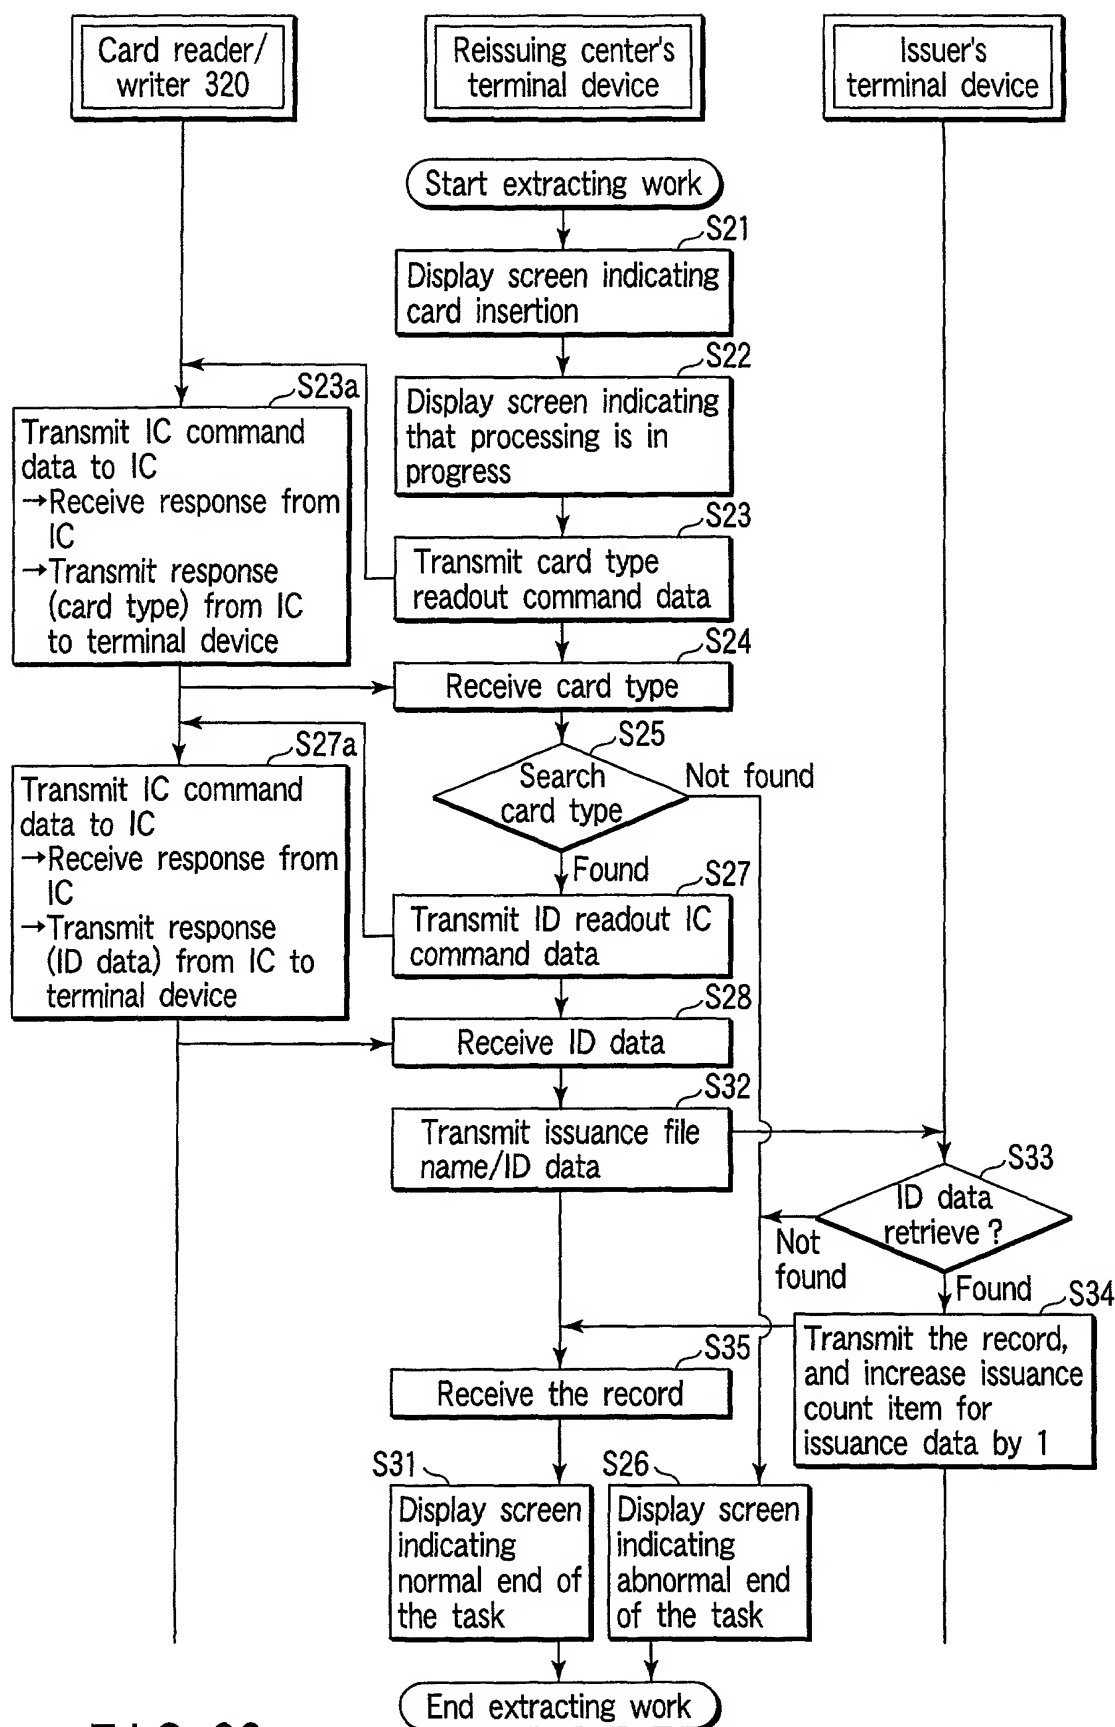 Card reader/
writer 320
Reissuing center's
terminal device
Issuer's
terminal device
Start extracting work
S21
Display screen indicating
card insertion
S22
Display screen indicating
that processing is in
progress
S23a
Transmit IC command
data to IC
→Receive response from
IC
→Transmit response
(card type) from IC
to terminal device
S23
Transmit card type
readout command data
S24
Receive card type
S25
Search
card type
Not found
Found
S27a
Transmit IC command
data to IC
→Receive response from
IC
→Transmit response
(ID data) from IC to
terminal device
S27
Transmit ID readout IC
command data
S28
Receive ID data
S32
Transmit issuance file
name/ID data
S33
ID data
retrieve ?
Not
found
Found
S34
Transmit the record,
and increase issuance
count item for
issuance data by 1
S35
Receive the record
S31
Display screen
indicating
normal end of
the task
S26
Display screen
indicating
abnormal end
of the task
End extracting work